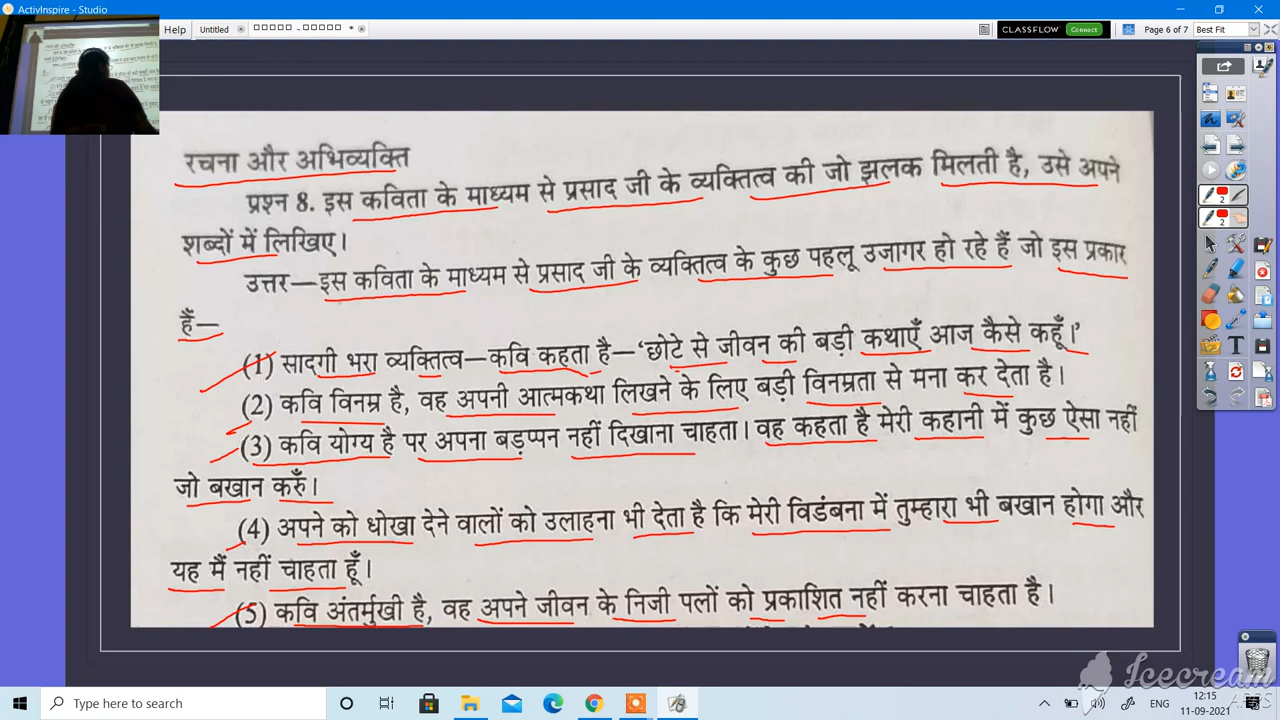 ActivInspire - Studio
Help
Untitled
CLASSFLOW
Connect
Page 6 of 7
Best Fit
2
2
रचना और अभिव्यक्ति
प्रश्न 8. इस कविता के माध्यम से प्रसाद जी के व्यक्तित्व की जो झलक मिलती है, उसे अपने
शब्दों में लिखिए।
उत्तर—इस कविता के माध्यम से प्रसाद जी के व्यक्तित्व के कुछ पहलू उजागर हो रहे हैं जो इस प्रकार
हैं—
(1) सादगी भरा व्यक्तित्व—कवि कहता है—‘छोटे से जीवन की बड़ी कथाएँ आज कैसे कहूँ।’
(2) कवि विनम्र है, वह अपनी आत्मकथा लिखने के लिए बड़ी विनम्रता से मना कर देता है।
(3) कवि योग्य है पर अपना बड़प्पन नहीं दिखाना चाहता। वह कहता है मेरी कहानी में कुछ ऐसा नहीं
जो बखान करुँ।
(4) अपने को धोखा देने वालों को उलाहना भी देता है कि मेरी विडंबना में तुम्हारा भी बखान होगा और
यह मैं नहीं चाहता हूँ।
(5) कवि अंतर्मुखी है, वह अपने जीवन के निजी पलों को प्रकाशित नहीं करना चाहता है।
Icecream
APPS
Type here to search
ENG
12:15
11-09-2021